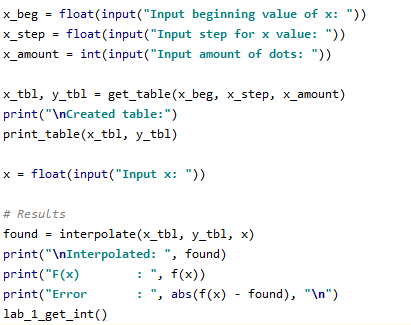 x_beg = float(input("Input beginning value of x: "))
x_step = float(input("Input step for x value: "))
x_amount = int(input("Input amount of dots: "))
x_tbl, y_tbl = get_table(x_beg, x_step, x_amount)
print("\nCreated table:")
print_table(x_tbl, y_tbl)
x = float(input("Input x: "))
# Results
found = interpolate(x_tbl, y_tbl, x)
print("\nInterpolated: ", found)
print("F(x)        : ", f(x))
print("Error       : ", abs(f(x) - found), "\n")
lab_1_get_int()